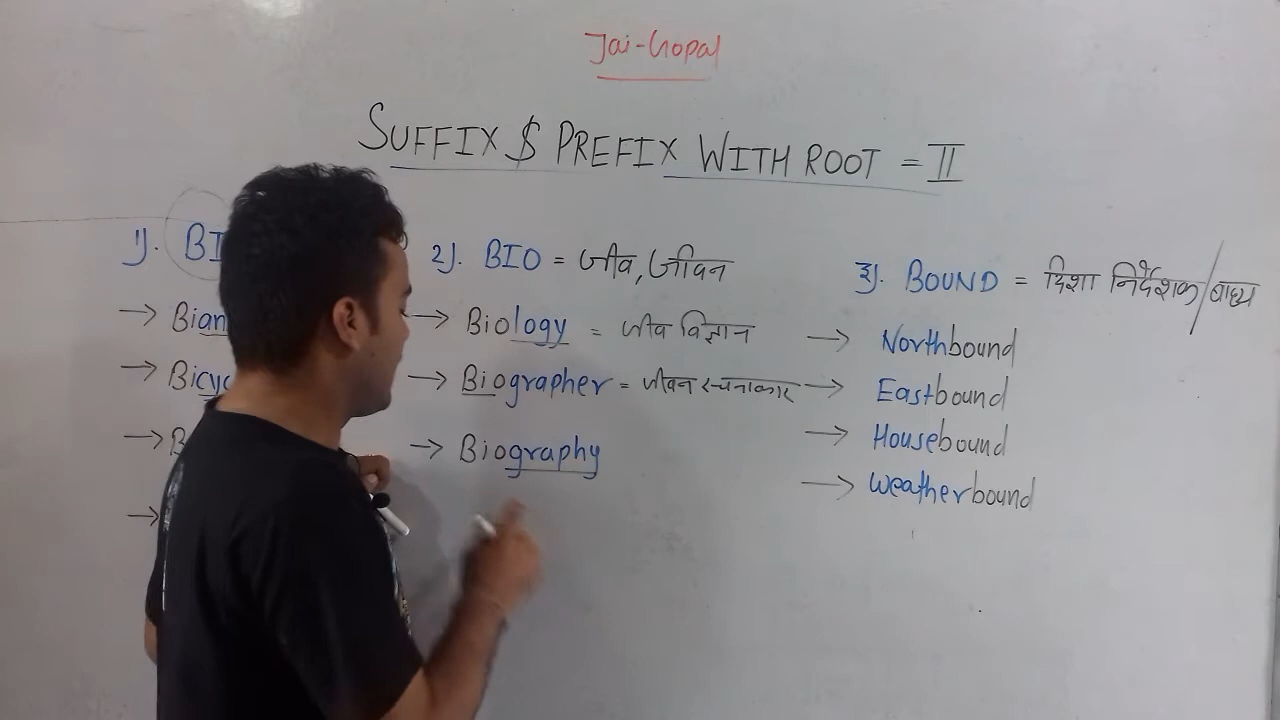 Jai-Gopal
SUFFIX $ PREFIX WITH ROOT = II
1). BI
→ Bian
→ Bicyc
→ B
→
2). BIO = जीव, जीवन
→ Biology = जीव विज्ञान
→ Biographer = जीवन रचनाकार
→ Biography
3). BOUND = दिशा निर्देशक/बाध्य
→ Northbound
→ Eastbound
→ Housebound
→ Weatherbound